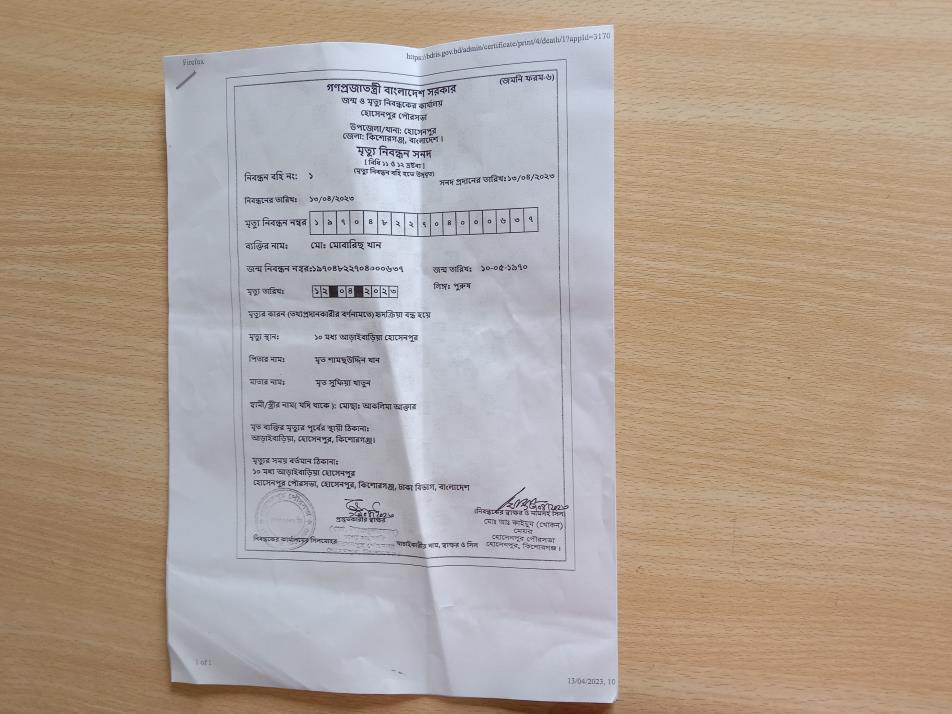 Firefox
https://bdris.gov.bd/admin/certificate/print/4/death/1?appId=3170
(জমনি ফরম-৬)
গণপ্রজাতন্ত্রী বাংলাদেশ সরকার
জন্ম ও মৃত্যু নিবন্ধকের কার্যালয়
হোসেনপুর পৌরসভা
উপজেলা/থানা: হোসেনপুর
জেলা: কিশোরগঞ্জ, বাংলাদেশ।
মৃত্যু নিবন্ধন সনদ
[ বিধি ১১ ও ১২ দ্রষ্টব্য ]
(মৃত্যু নিবন্ধন বহি হতে উদ্ধৃত)
নিবন্ধন বহি নং: ১
সনদ প্রদানের তারিখ:১৩/০৪/২০২৩
নিবন্ধনের তারিখ: ১৩/০৪/২০২৩
মৃত্যু নিবন্ধন নম্বর ১ ৯ ৭ ০ ৪ ৮ ২ ২ ৭ ০ ৪ ০ ০ ০ ৬ ৩ ৭
ব্যক্তির নাম: মো: মোবারিছ খান
জন্ম নিবন্ধন নম্বর:১৯৭০৪৮২২৭০৪০০০৬৩৭ জন্ম তারিখ: ১০-০৫-১৯৭০
মৃত্যু তারিখ: ১২ ০৪ ২০২৩ লিঙ্গ: পুরুষ
মৃত্যুর কারন (তথ্যপ্রদানকারীর বর্ণনামতে) হৃদক্রিয়া বন্ধ হয়ে
মৃত্যু স্থান: ১০ মধ্য আড়াইবাড়িয়া হোসেনপুর
পিতার নাম: মৃত শামছউদ্দিন খান
মাতার নাম: মৃত সুফিয়া খাতুন
স্বামী/স্ত্রীর নাম( যদি থাকে ): মোছা: আকলিমা আক্তার
মৃত ব্যক্তির মৃত্যুর পূর্বের স্থায়ী ঠিকানা:
আড়াইবাড়িয়া, হোসেনপুর, কিশোরগঞ্জ।
মৃত্যুর সময় বর্তমান ঠিকানা:
১০ মধ্য আড়াইবাড়িয়া হোসেনপুর
হোসেনপুর পৌরসভা, হোসেনপুর, কিশোরগঞ্জ, ঢাকা বিভাগ, বাংলাদেশ
প্রস্তুতকারীর স্বাক্ষর
(নিবন্ধকের স্বাক্ষর ও নামসহ সিল)
মোঃ আঃ কাইয়ুম (খোকন)
মেয়র
হোসেনপুর পৌরসভা
হোসেনপুর, কিশোরগঞ্জ।
নিবন্ধকের কার্যালয়ের সিলমোহর
যাচাইকারীর নাম, স্বাক্ষর ও সিল
1 of 1
13/04/2023, 10